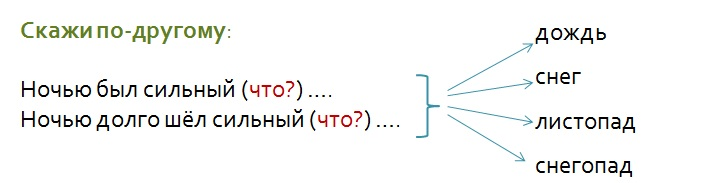 Скажи по-другому:
дождь
Ночью был сильный (что?) ....
снег
Ночью долго шёл сильный (что?) ....
листопад
снегопад